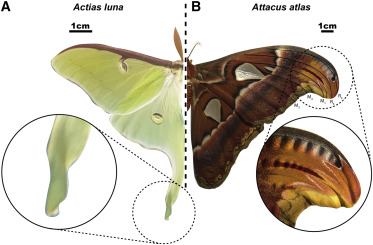 A
Actias luna
1cm
B
Attacus atlas
1cm